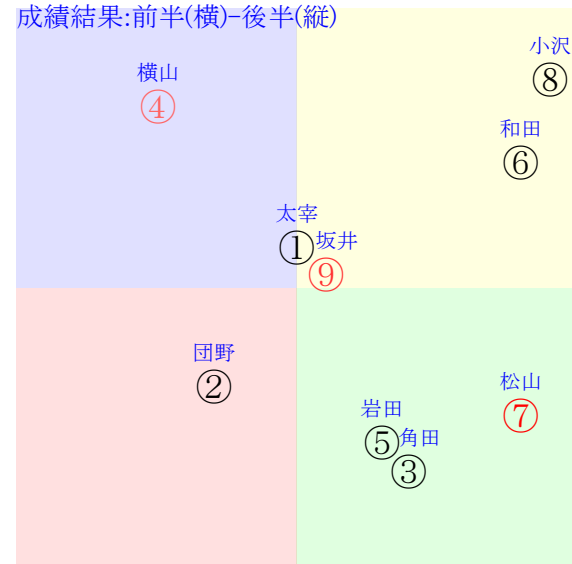 成績結果:前半(横)-後半(縦)
小沢
⑧
横山
④
和田
⑥
太宰
①
坂井
⑨
団野
②
松山
⑦
岩田
⑤
角田
③